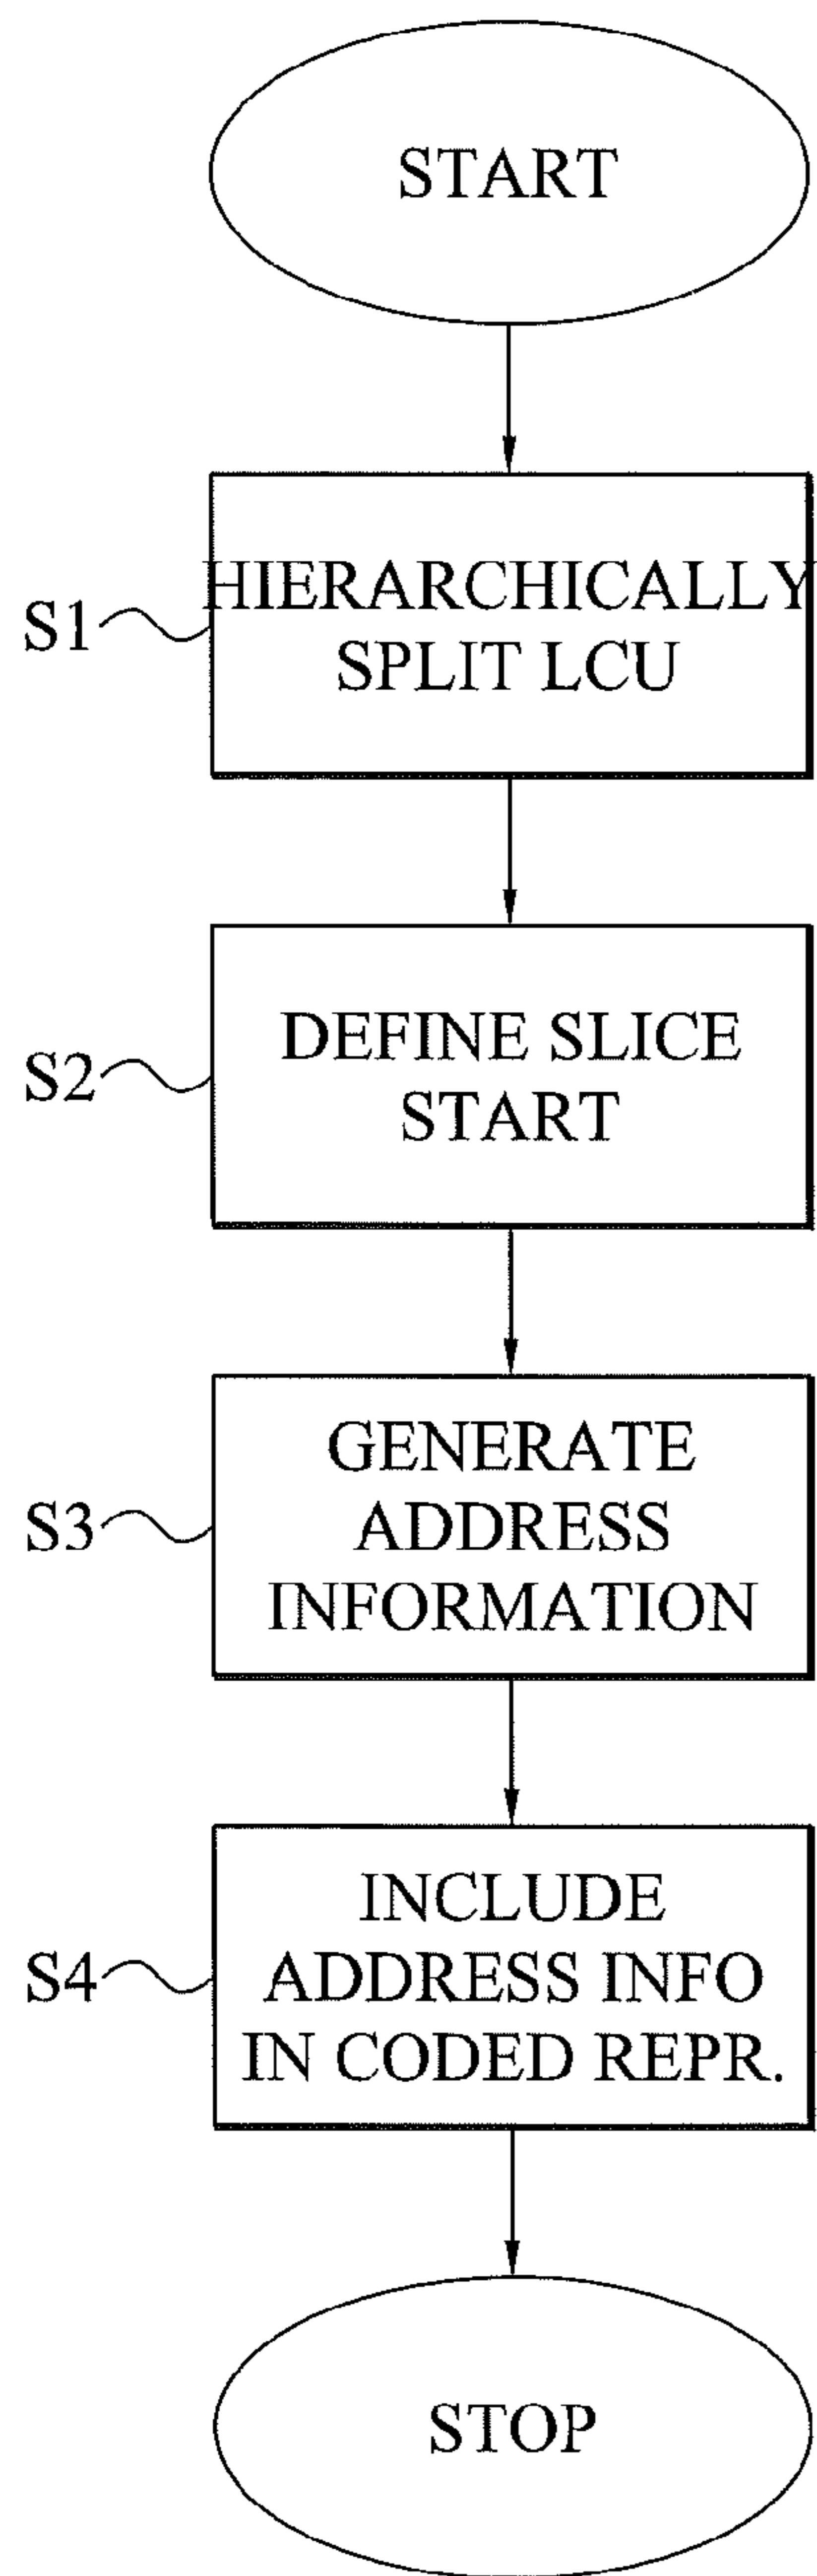 START
HIERARCHICALLY
S1
SPLIT LCU
DEFINE SLICE
S2
START
GENERATE
S3
ADDRESS
INFORMATION
INCLUDE
S4
ADDRESS INFO
IN CODED REPR.
STOP